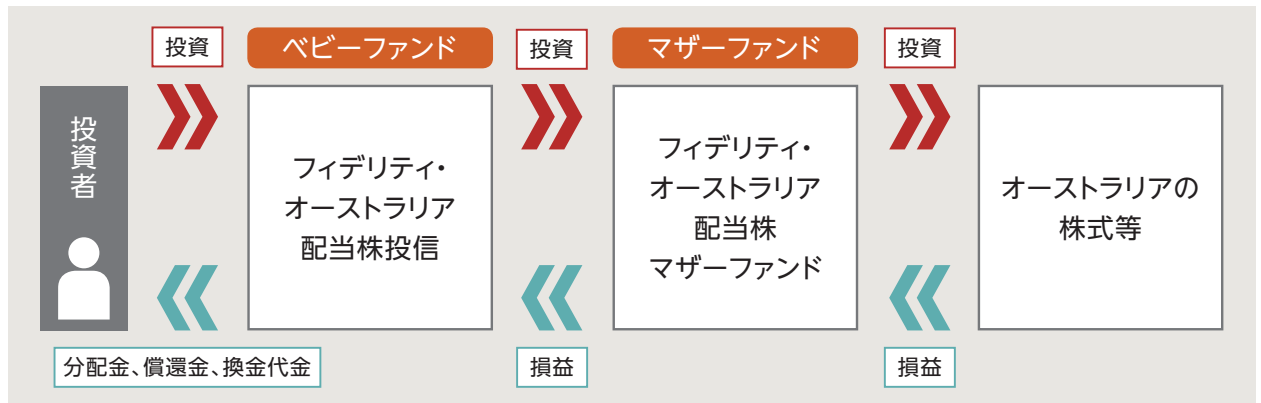 投資
ベビーファンド
投資
マザーファンド
投資
投資者
フィデリティ・
オーストラリア
配当株投信
フィデリティ・
オーストラリア
配当株
マザーファンド
オーストラリアの
株式等
分配金、償還金、換金代金
損益
損益